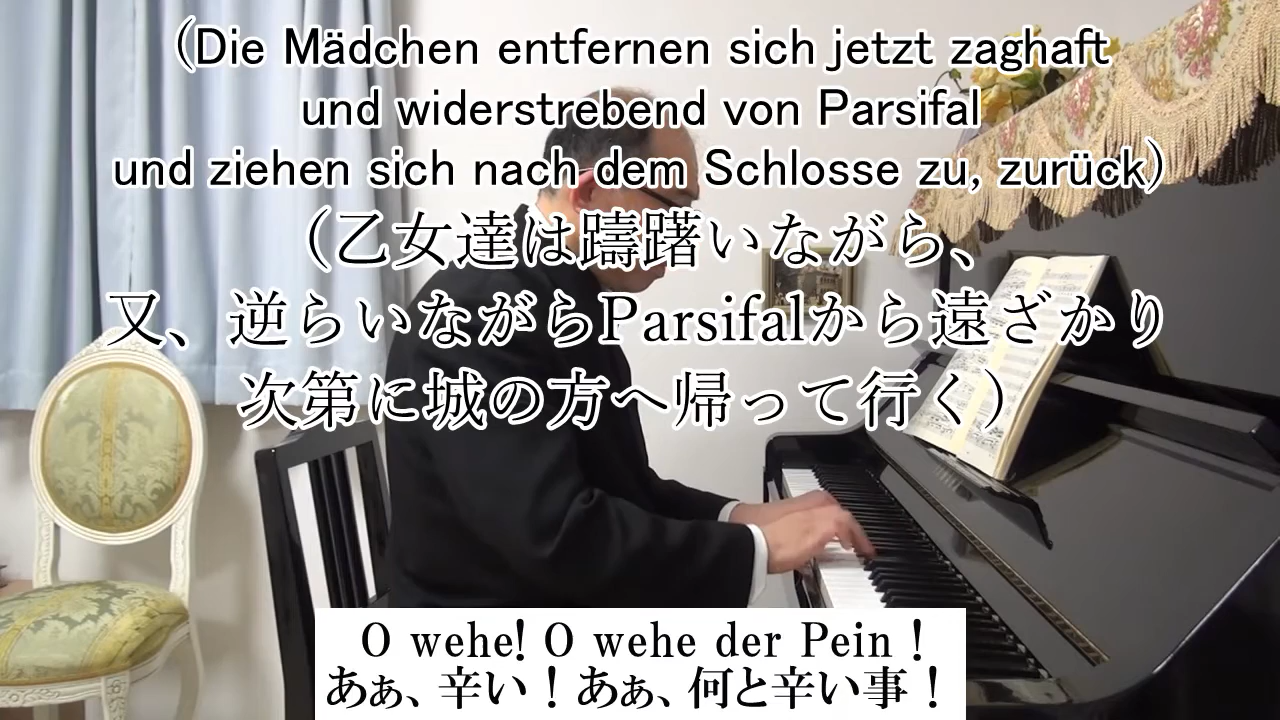 (Die Mädchen entfernen sich jetzt zaghaft
und widerstrebend von Parsifal
und ziehen sich nach dem Schlosse zu, zurück)
(乙女達は躊躇いながら、
又、逆らいながらParsifalから遠ざかり
次第に城の方へ帰って行く)
O wehe! O wehe der Pein！
あぁ、辛い！あぁ、何と辛い事！